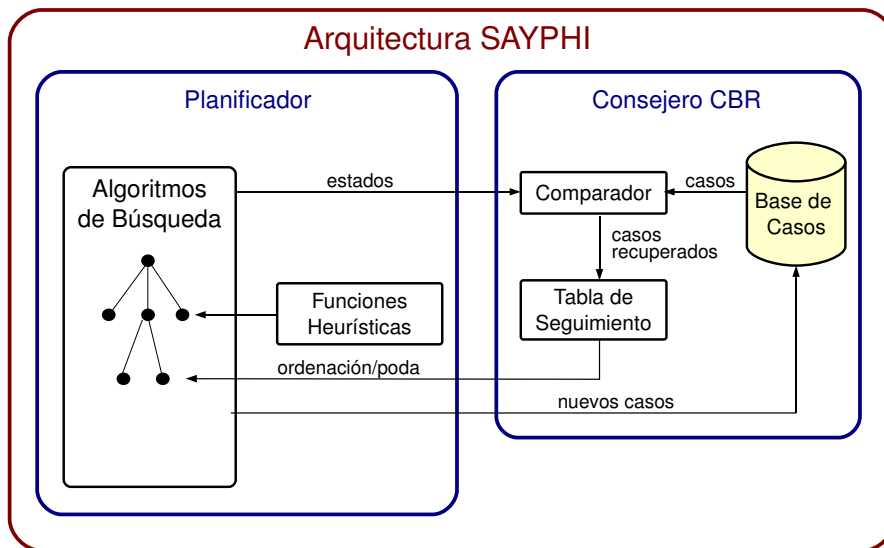 Arquitectura SAYPHI
Planificador
Consejero CBR
Algoritmos
de Búsqueda
estados
Comparador
casos
Base de
Casos
casos
recuperados
Funciones
Heurísticas
Tabla de
Seguimiento
ordenación/poda
nuevos casos